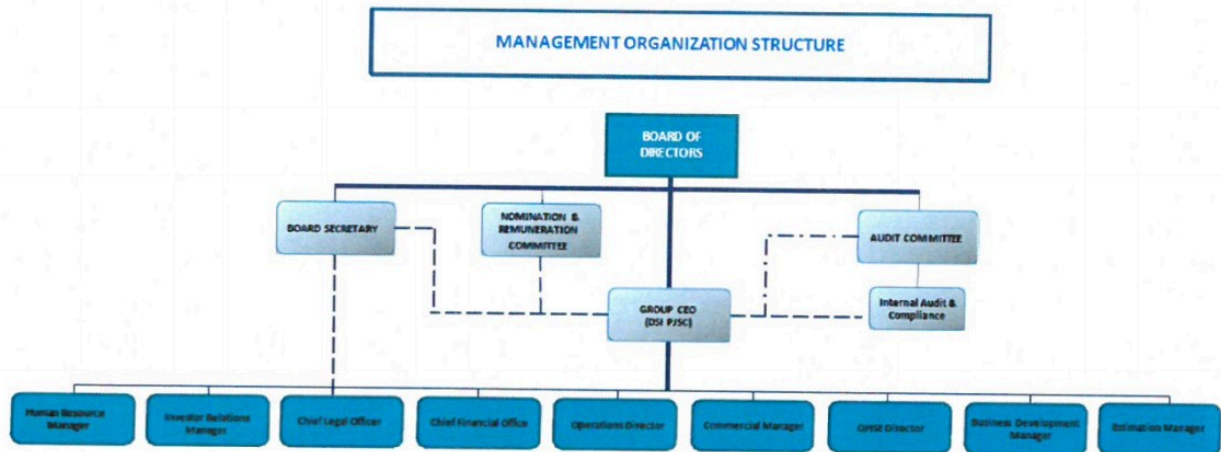 MANAGEMENT ORGANIZATION STRUCTURE
BOARD OF
DIRECTORS
BOARD SECRETARY
NOMINATION &
REMUNERATION
COMMITTEE
AUDIT COMMITTEE
GROUP CEO
(DSI PJSC)
Internal Audit &
Compliance
Human Resource
Manager
Investor Relations
Manager
Chief Legal Officer
Chief Financial Office
Operations Director
Commercial Manager
QHSE Director
Business Development
Manager
Estimation Manager